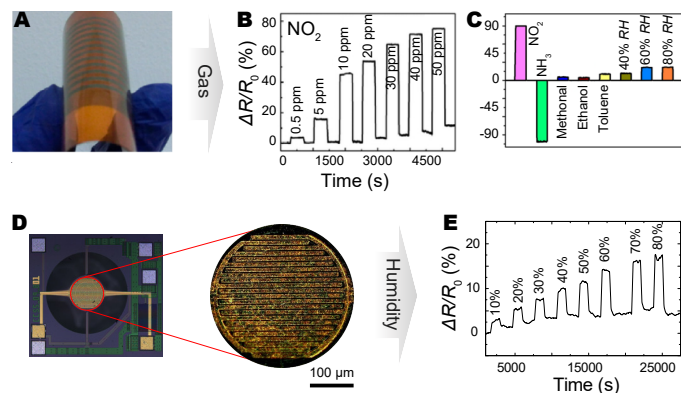 A
Gas
B
NO2
ΔR/R0 (%)
80
60
40
20
0
0.5 ppm
5 ppm
10 ppm
20 ppm
30 ppm
40 ppm
50 ppm
0 1500 3000 4500
Time (s)
C
ΔR/R0 (%)
90
45
0
-45
-90
NO2
NH3
Methonal
Ethanol
Toluene
40% RH
60% RH
80% RH
D
100 µm
Humidity
E
ΔR/R0 (%)
20
10
0
10%
20%
30%
40%
50%
60%
70%
80%
5000 15000 25000
Time (s)